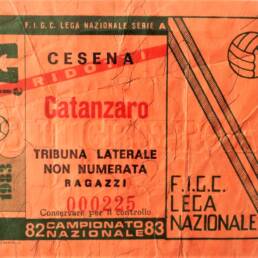 F.I.G.C. LEGA NAZIONALE SERIE A
CESENA
RIDOTTI
Catanzaro
TRIBUNA LATERALE
NON NUMERATA
RAGAZZI
000225
Conservare per il controllo
82 CAMPIONATO NAZIONALE 83
1983
F.I.G.C.
LEGA
NAZIONALE